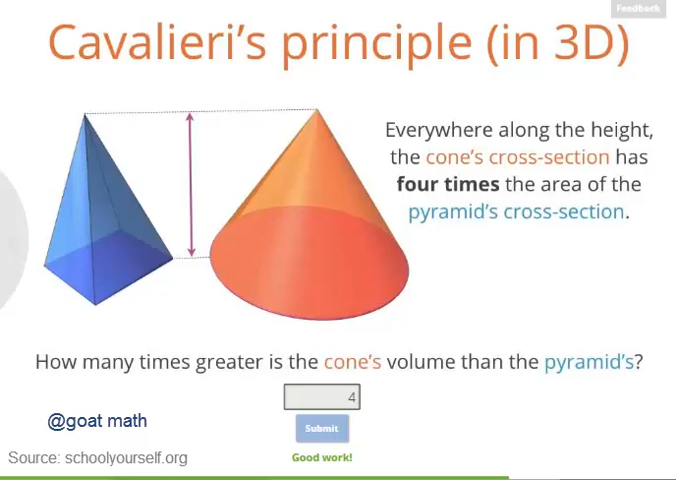 Feedback
Cavalieri’s principle (in 3D)
Everywhere along the height,
the cone’s cross-section has
four times the area of the
pyramid’s cross-section.
How many times greater is the cone’s volume than the pyramid’s?
4
Submit
Good work!
@goat math
Source: schoolyourself.org